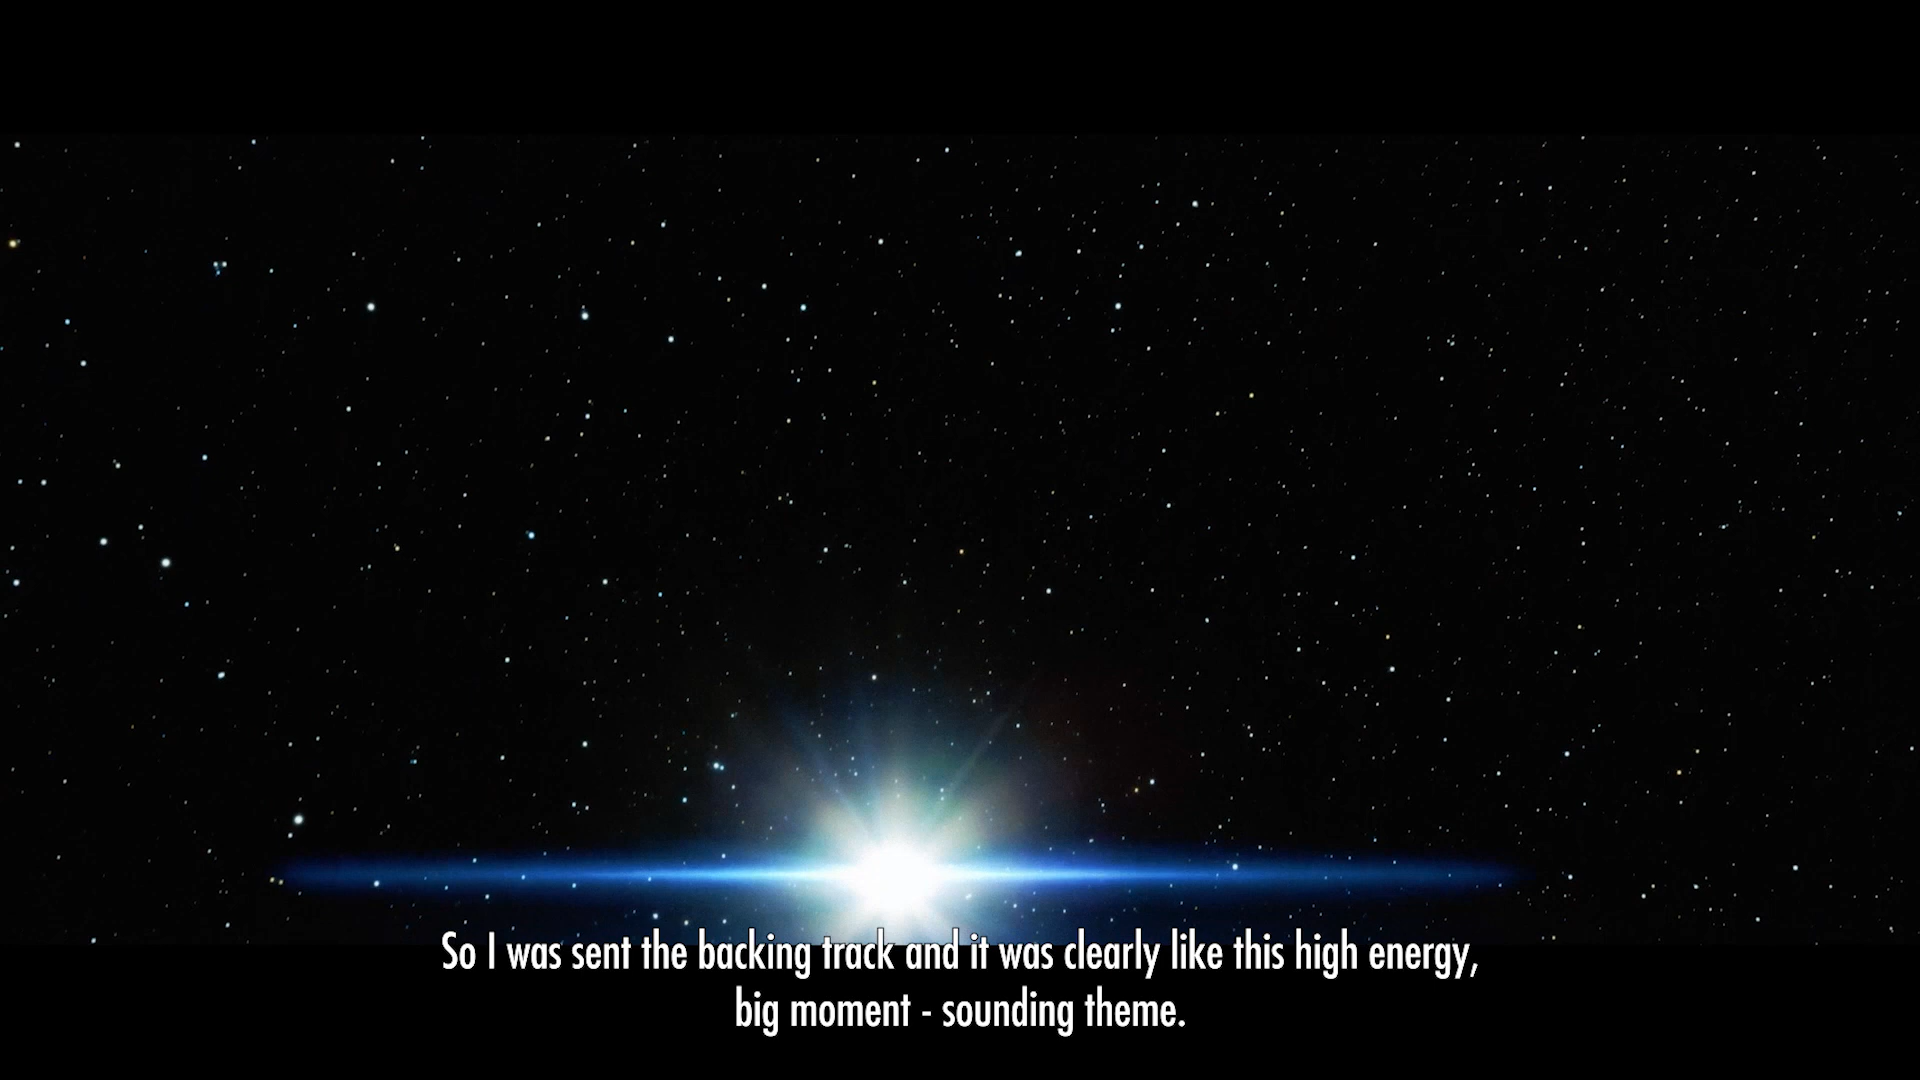 So I was sent the backing track and it was clearly like this high energy,
big moment - sounding theme.